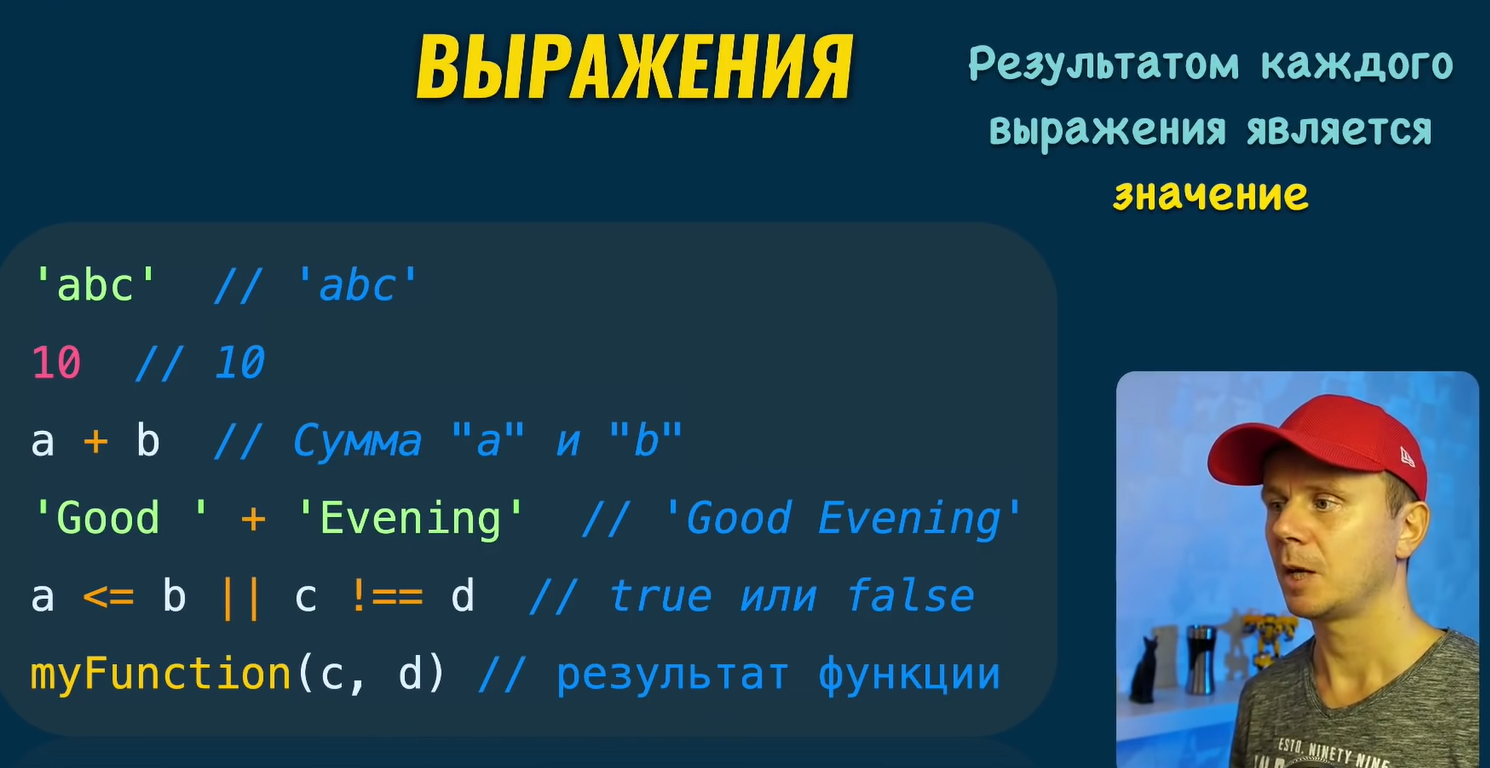 ВЫРАЖЕНИЯ
Результатом каждого
выражения является
значение
'abc'  // 'abc'
10  // 10
a + b  // Сумма "a" и "b"
'Good ' + 'Evening'  // 'Good Evening'
a <= b || c !== d  // true или false
myFunction(c, d) // результат функции
ESTD. NINETY NINE